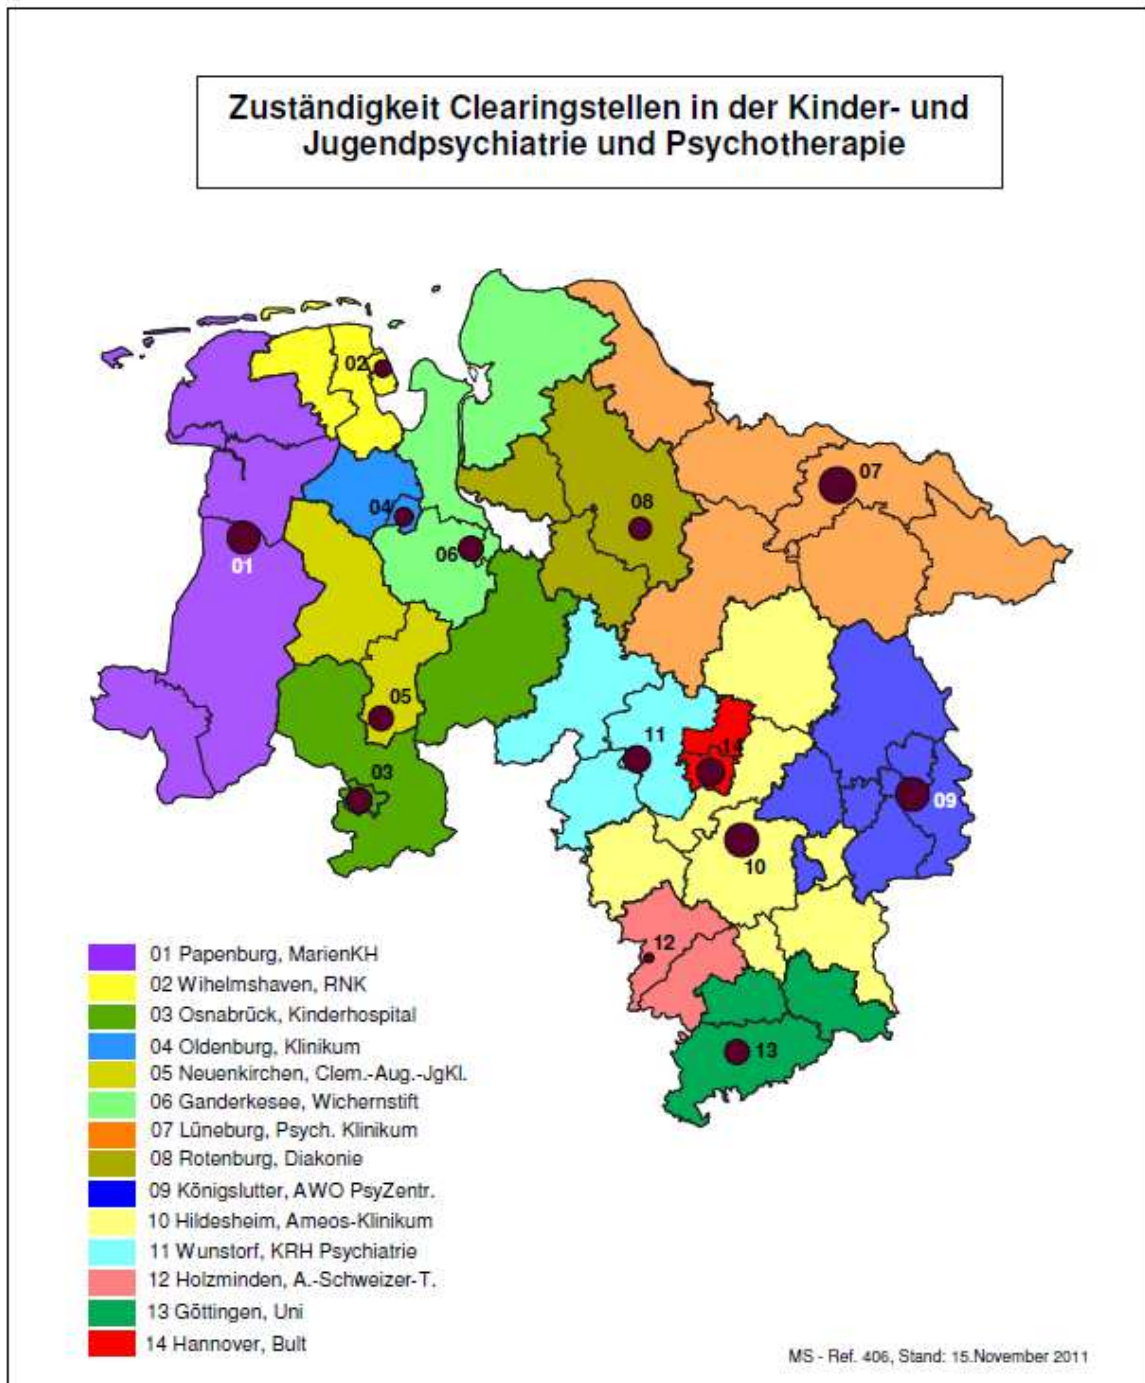 Zuständigkeit Clearingstellen in der Kinder- und
Jugendpsychiatrie und Psychotherapie
02
07
04
08
06
01
05
11
14
03
09
10
12
13
01 Papenburg, MarienKH
02 Wihelmshaven, RNK
03 Osnabrück, Kinderhospital
04 Oldenburg, Klinikum
05 Neuenkirchen, Clem.-Aug.-JgKl.
06 Ganderkesee, Wichernstift
07 Lüneburg, Psych. Klinikum
08 Rotenburg, Diakonie
09 Königslutter, AWO PsyZentr.
10 Hildesheim, Ameos-Klinikum
11 Wunstorf, KRH Psychiatrie
12 Holzminden, A.-Schweizer-T.
13 Göttingen, Uni
14 Hannover, Bult
MS - Ref. 406, Stand: 15.November 2011